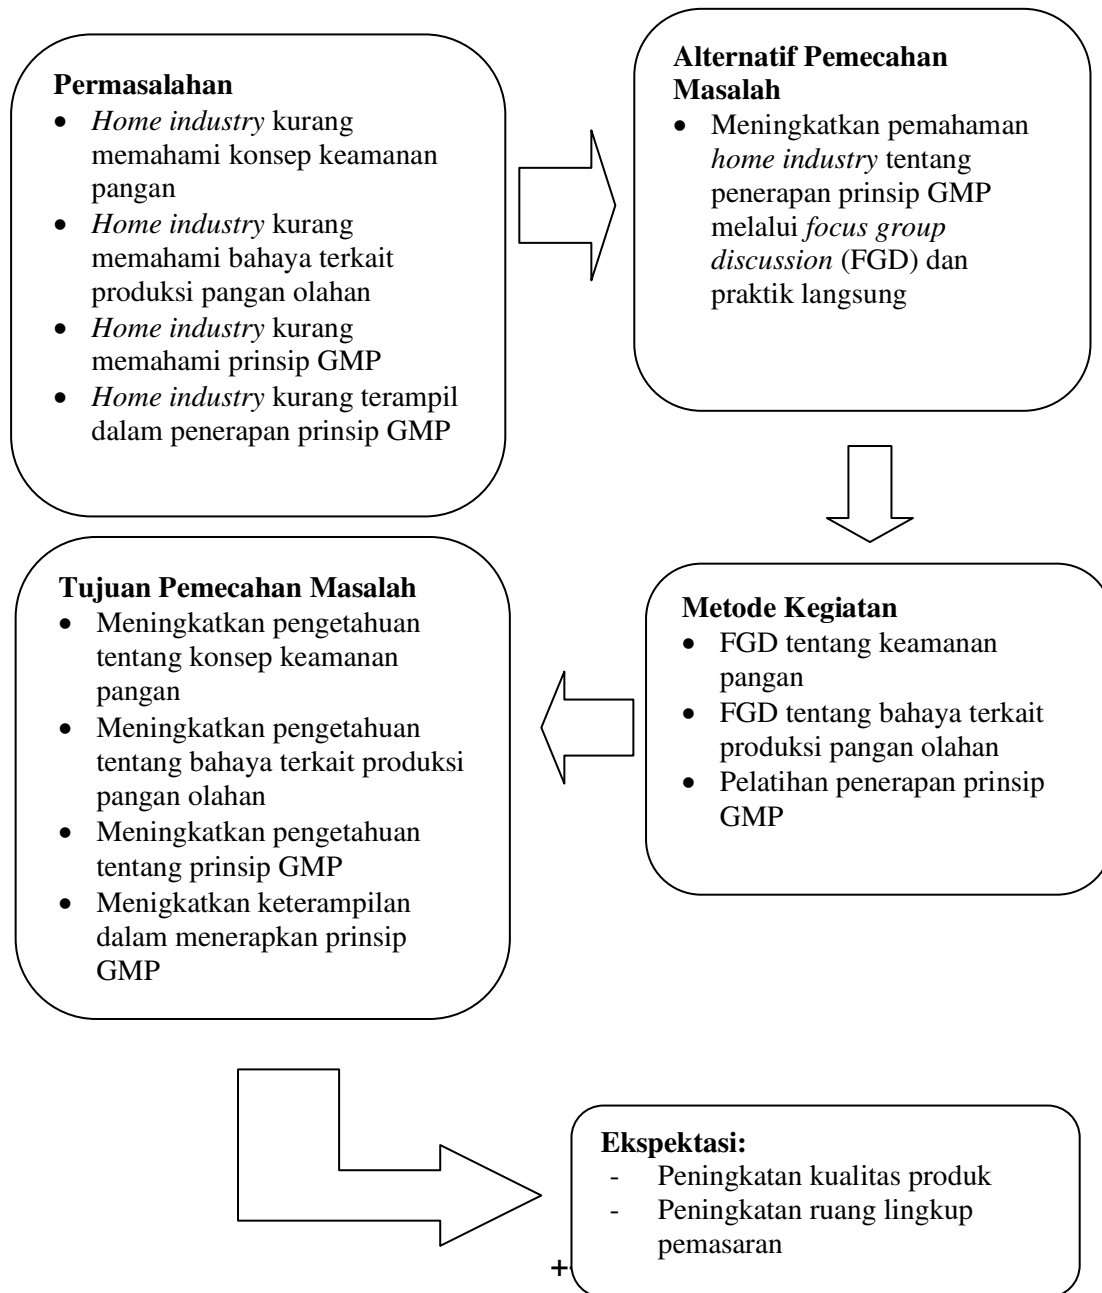 Permasalahan
• Home industry kurang
memahami konsep keamanan
pangan
• Home industry kurang
memahami bahaya terkait
produksi pangan olahan
• Home industry kurang
memahami prinsip GMP
• Home industry kurang terampil
dalam penerapan prinsip GMP
Alternatif Pemecahan
Masalah
• Meningkatkan pemahaman
home industry tentang
penerapan prinsip GMP
melalui focus group
discussion (FGD) dan
praktik langsung
Metode Kegiatan
• FGD tentang keamanan
pangan
• FGD tentang bahaya terkait
produksi pangan olahan
• Pelatihan penerapan prinsip
GMP
Tujuan Pemecahan Masalah
• Meningkatkan pengetahuan
tentang konsep keamanan
pangan
• Meningkatkan pengetahuan
tentang bahaya terkait produksi
pangan olahan
• Meningkatkan pengetahuan
tentang prinsip GMP
• Menigkatkan keterampilan
dalam menerapkan prinsip
GMP
Ekspektasi:
- Peningkatan kualitas produk
- Peningkatan ruang lingkup
pemasaran
+